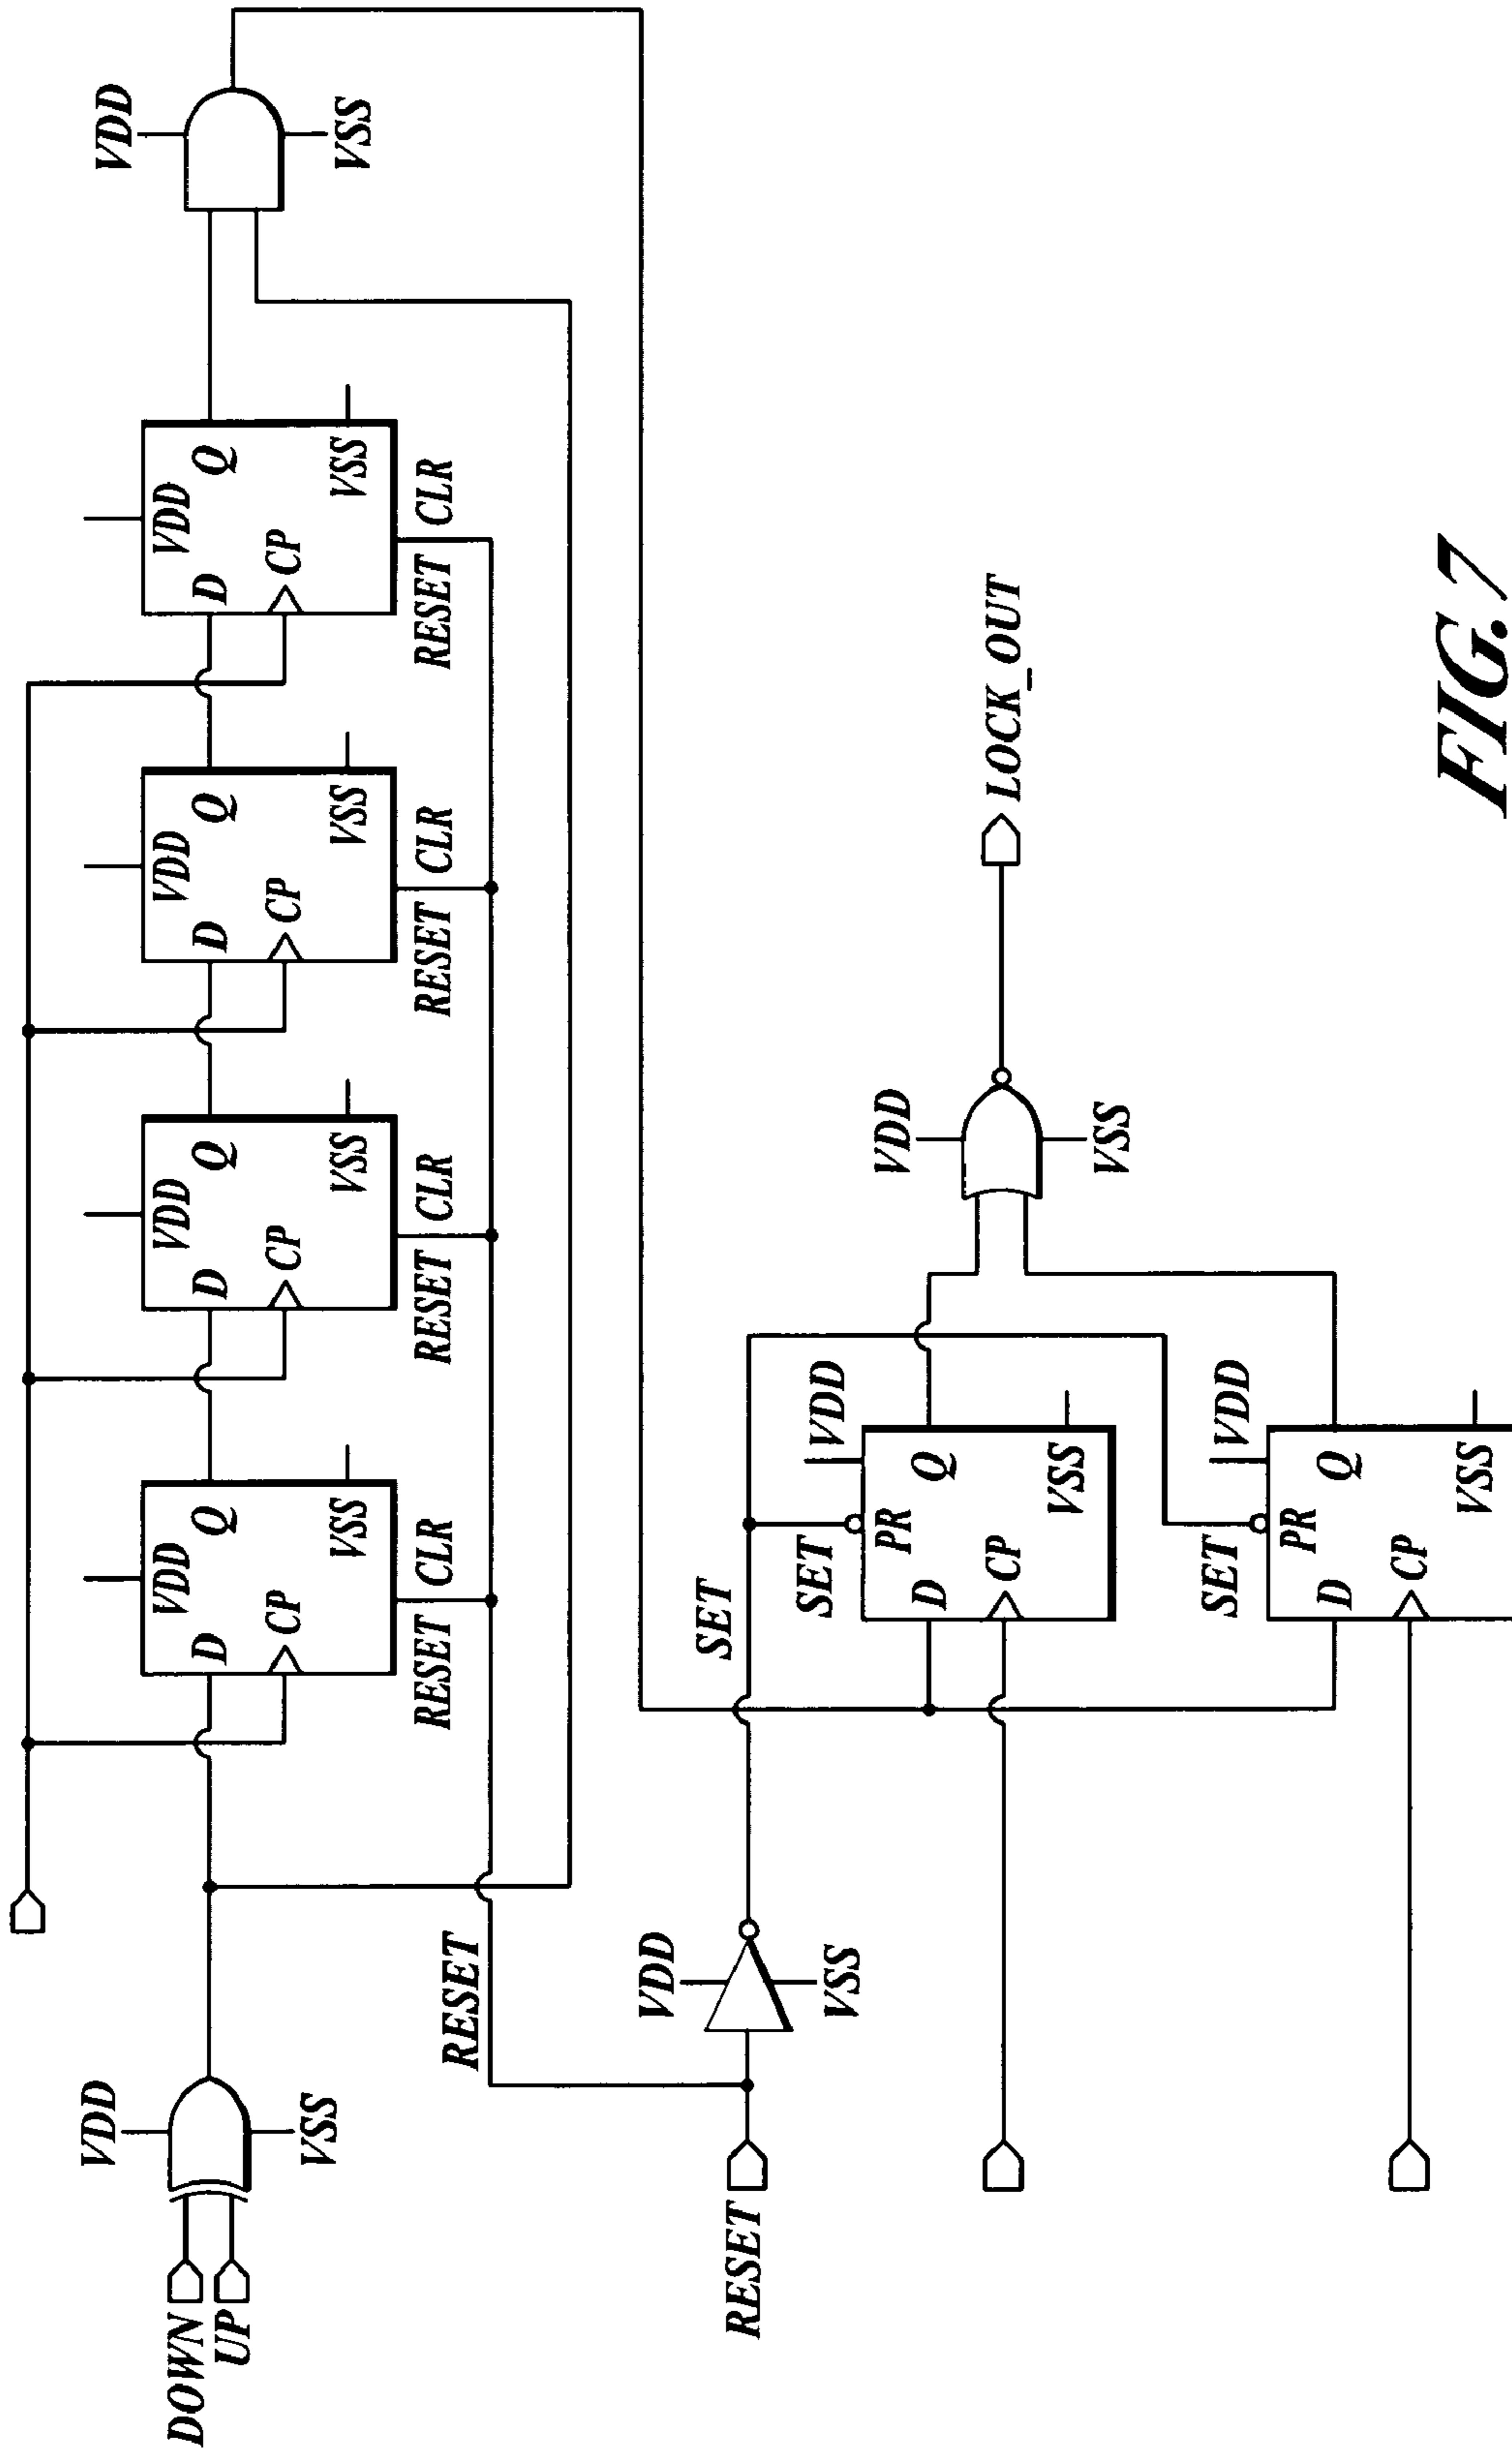 VDD
VDD
VDD
VDD
VDD
VDD
DOWN
UP
D
Q
D
Q
D
Q
D
Q
CP
CP
CP
CP
VSS
VSS
VSS
VSS
VSS
VSS
RESET
RESET CLR
RESET CLR
RESET CLR
RESET CLR
VDD
SET
RESET
VSS
SET
VDD
VDD
PR
D
Q
CP
VSS
VSS
LOCK_OUT
SET
VDD
PR
D
Q
CP
VSS
FIG. 7